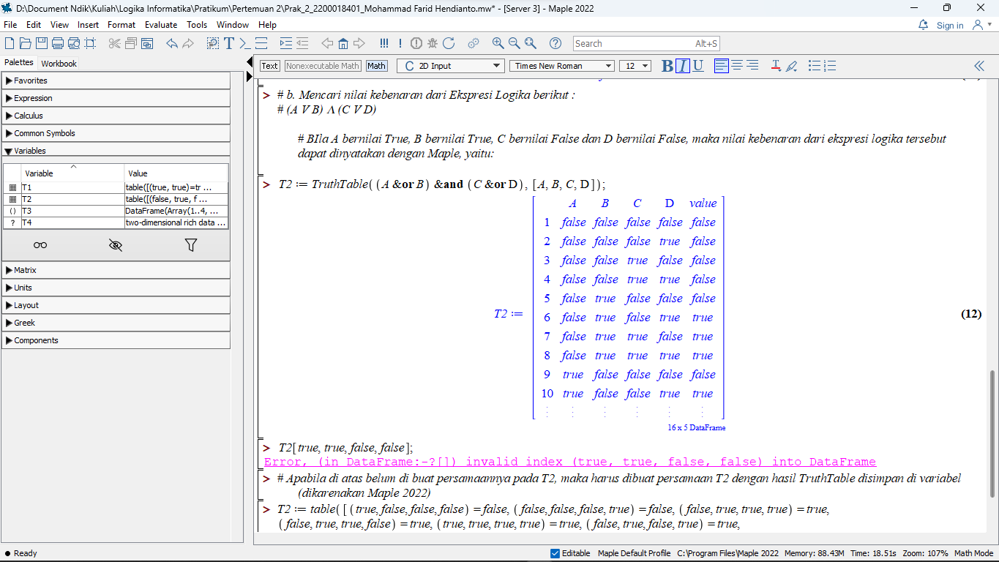 D:\Document Ndik\Kuliah\Logika Informatika\Pratikum\Pertemuan 2\Prak_2_2200018401_Mohammad Farid Hendianto.mw* - [Server 3] - Maple 2022
File Edit View Insert Format Evaluate Tools Window Help
Sign in
Search Alt+S
Palettes Workbook
Text Nonexecutable Math Math C 2D Input Times New Roman 12 B I U
Favorites
Expression
Calculus
Common Symbols
Variables
Variable Value
T1 table([(true, true)=tr ...
T2 table([(false, true, f ...
T3 DataFrame(Array(1..4, ...
T4 two-dimensional rich data ...
Matrix
Units
Layout
Greek
Components
> # b. Mencari nilai kebenaran dari Ekspresi Logika berikut :
# (A V B) Λ (C V D)
# BIla A bernilai True, B bernilai True, C bernilai False dan D bernilai False, maka nilai kebenaran dari ekspresi logika tersebut
dapat dinyatakan dengan Maple, yaitu:
> T2 := TruthTable( (A &or B) &and (C &or D), [A, B, C, D]);
A B C D value
1 false false false false false
2 false false false true false
3 false false true false false
4 false false true true false
5 false true false false false
6 false true false true true
T2 := (12)
7 false true true false true
8 false true true true true
9 true false false false false
10 true false false true true
⋮ ⋮ ⋮ ⋮ ⋮ ⋮
16 x 5 DataFrame
> T2[true, true, false, false];
Error, (in DataFrame:-?[]) invalid index (true, true, false, false) into DataFrame
> # Apabila di atas belum di buat persamaannya pada T2, maka harus dibuat persamaan T2 dengan hasil TruthTable disimpan di variabel
(dikarenakan Maple 2022)
> T2 := table( [ (true, false, false, false) = false, (false, false, false, true) = false, (false, true, true, true) = true,
(false, true, true, false) = true, (true, true, true, true) = true, (false, true, false, true) = true,
Ready
Editable Maple Default Profile C:\Program Files\Maple 2022 Memory: 88.43M Time: 18.51s Zoom: 107% Math Mode